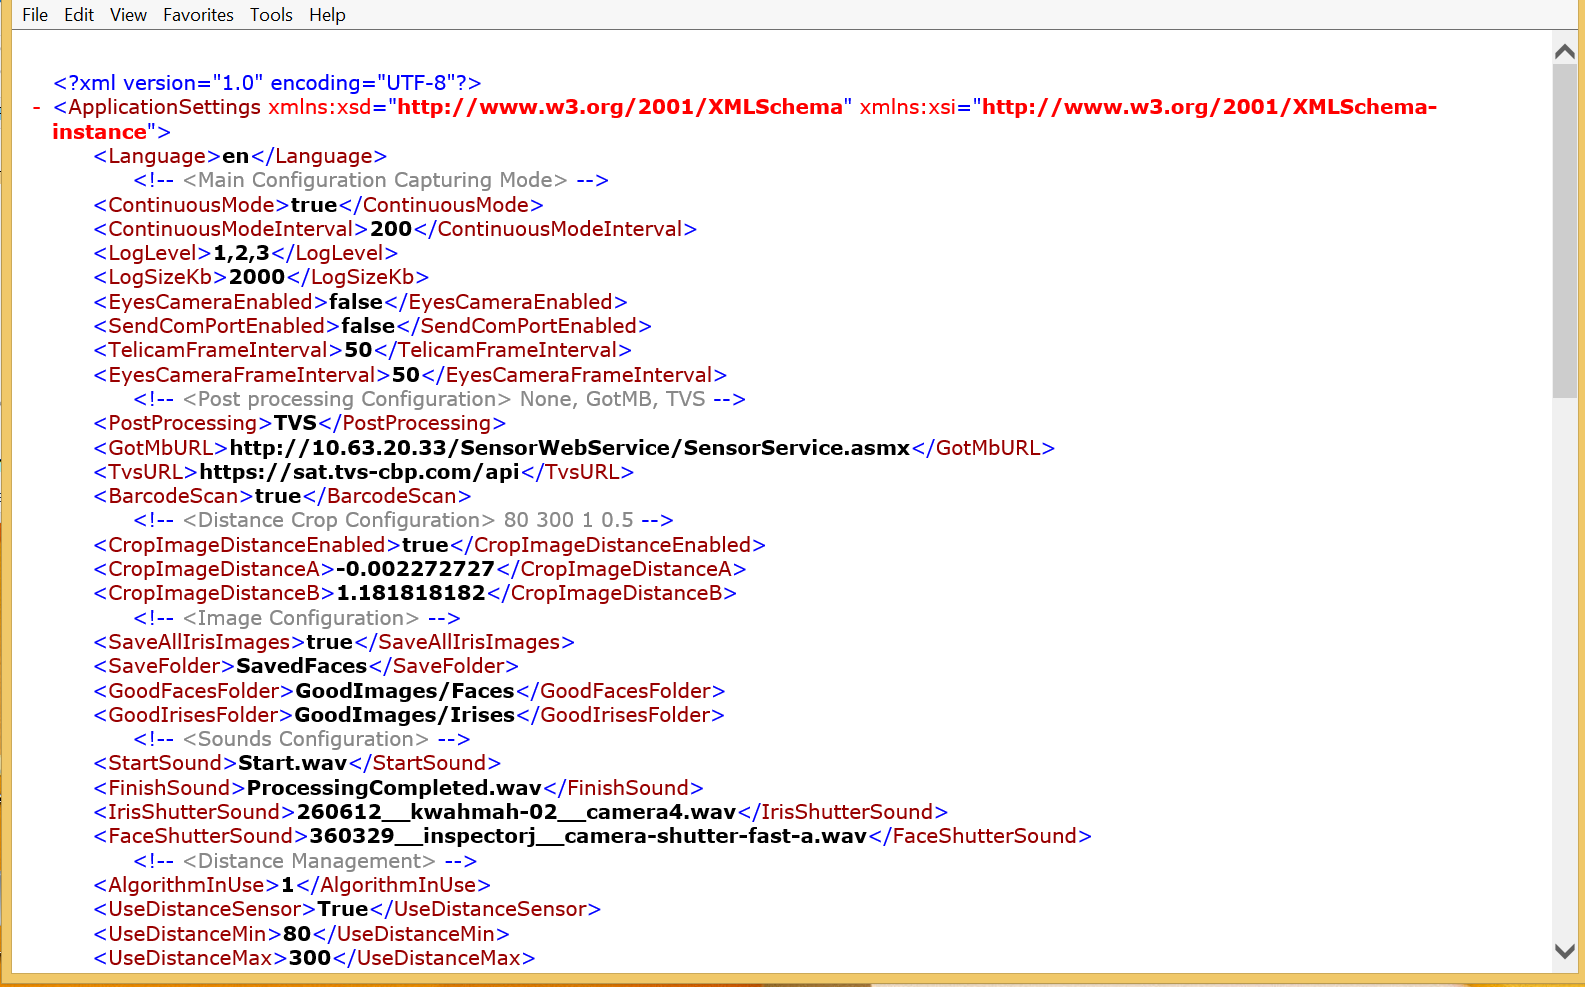 File Edit View Favorites Tools Help
<?xml version="1.0" encoding="UTF-8"?>
- <ApplicationSettings xmlns:xsd="http://www.w3.org/2001/XMLSchema" xmlns:xsi="http://www.w3.org/2001/XMLSchema-
instance">
<Language>en</Language>
<!-- <Main Configuration Capturing Mode> -->
<ContinuousMode>true</ContinuousMode>
<ContinuousModeInterval>200</ContinuousModeInterval>
<LogLevel>1,2,3</LogLevel>
<LogSizeKb>2000</LogSizeKb>
<EyesCameraEnabled>false</EyesCameraEnabled>
<SendComPortEnabled>false</SendComPortEnabled>
<TelicamFrameInterval>50</TelicamFrameInterval>
<EyesCameraFrameInterval>50</EyesCameraFrameInterval>
<!-- <Post processing Configuration> None, GotMB, TVS -->
<PostProcessing>TVS</PostProcessing>
<GotMbURL>http://10.63.20.33/SensorWebService/SensorService.asmx</GotMbURL>
<TvsURL>https://sat.tvs-cbp.com/api</TvsURL>
<BarcodeScan>true</BarcodeScan>
<!-- <Distance Crop Configuration> 80 300 1 0.5 -->
<CropImageDistanceEnabled>true</CropImageDistanceEnabled>
<CropImageDistanceA>-0.002272727</CropImageDistanceA>
<CropImageDistanceB>1.181818182</CropImageDistanceB>
<!-- <Image Configuration> -->
<SaveAllIrisImages>true</SaveAllIrisImages>
<SaveFolder>SavedFaces</SaveFolder>
<GoodFacesFolder>GoodImages/Faces</GoodFacesFolder>
<GoodIrisesFolder>GoodImages/Irises</GoodIrisesFolder>
<!-- <Sounds Configuration> -->
<StartSound>Start.wav</StartSound>
<FinishSound>ProcessingCompleted.wav</FinishSound>
<IrisShutterSound>260612__kwahmah-02__camera4.wav</IrisShutterSound>
<FaceShutterSound>360329__inspectorj__camera-shutter-fast-a.wav</FaceShutterSound>
<!-- <Distance Management> -->
<AlgorithmInUse>1</AlgorithmInUse>
<UseDistanceSensor>True</UseDistanceSensor>
<UseDistanceMin>80</UseDistanceMin>
<UseDistanceMax>300</UseDistanceMax>